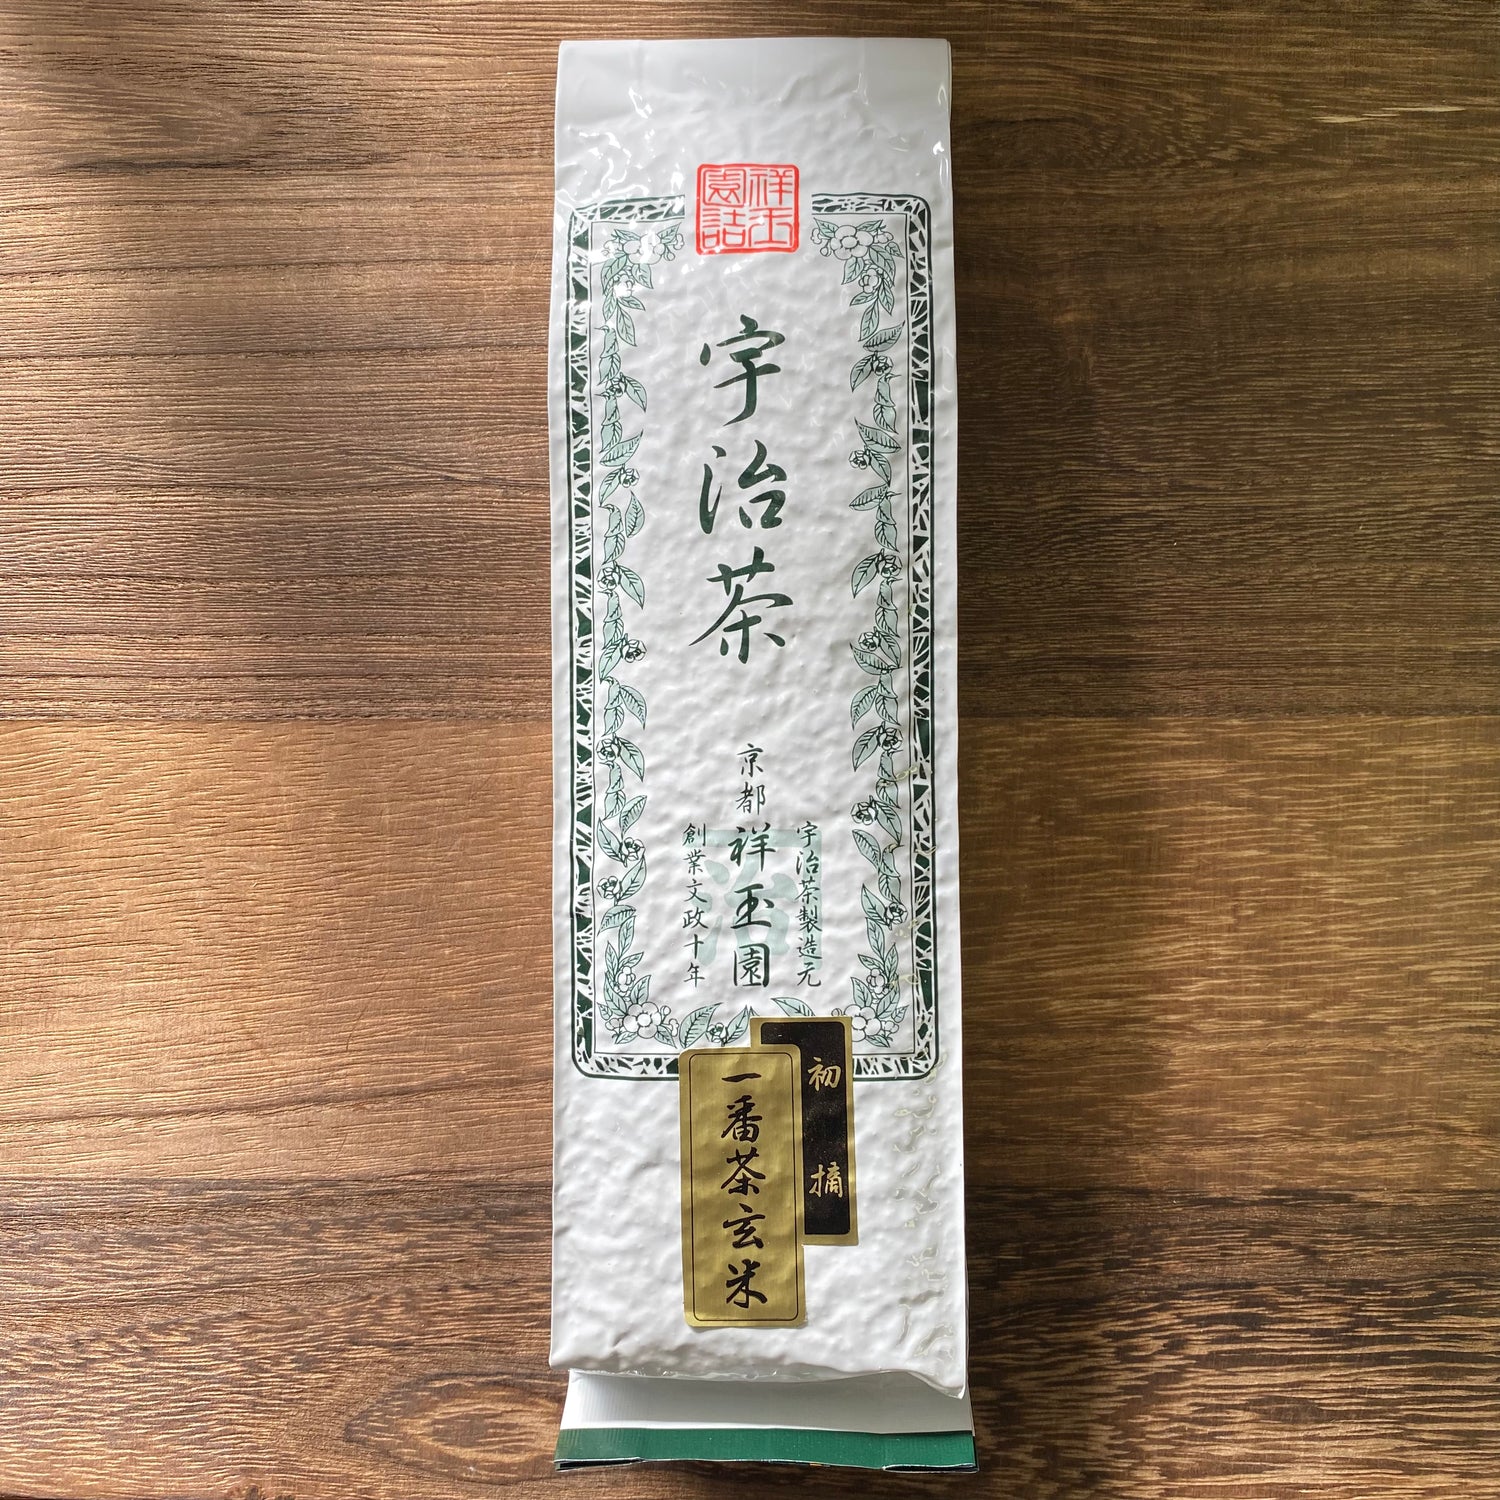 祥玉
園詰
宇治茶
京都
宇治茶製造元
祥玉園
創業文政十年
初摘
一番茶玄米